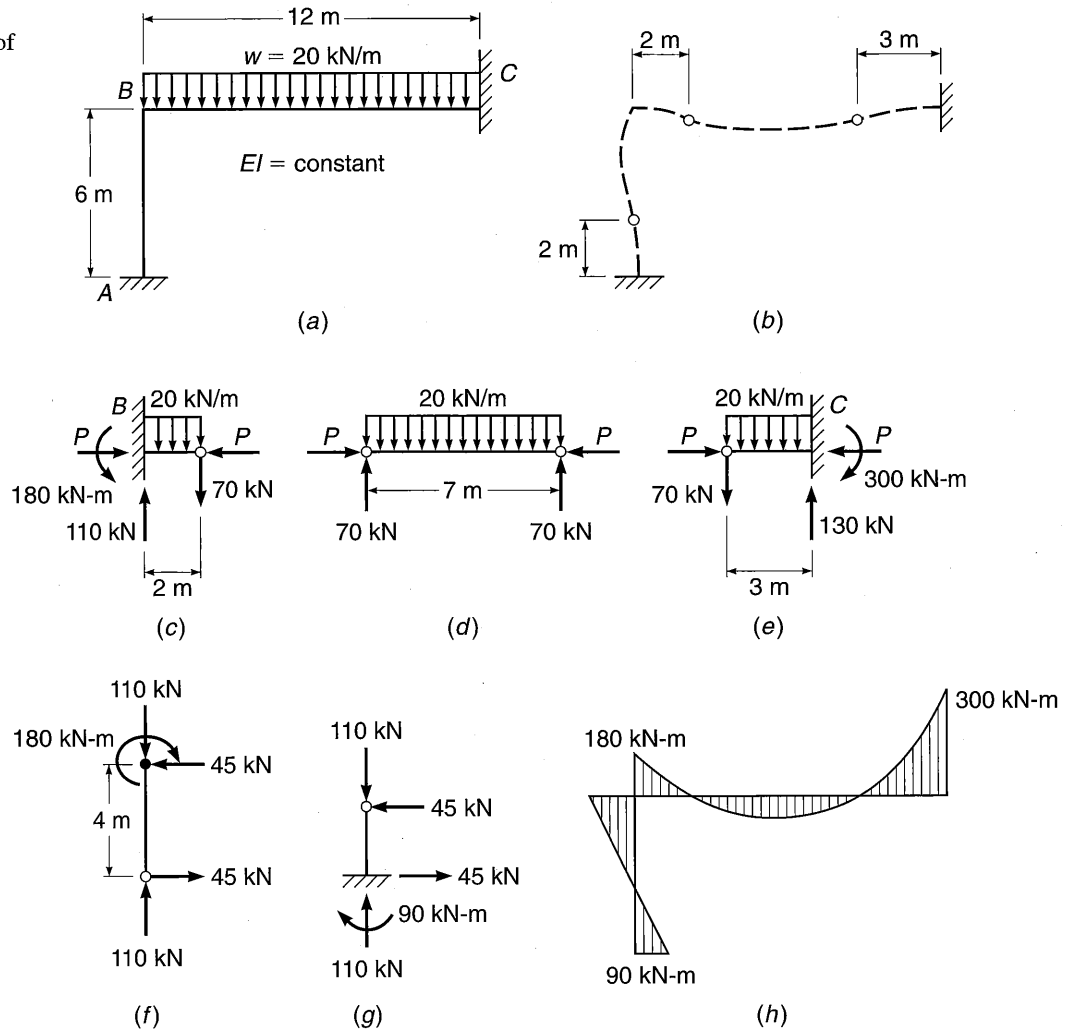 of
12 m
w = 20 kN/m
B
C
EI = constant
6 m
A
(a)
2 m
3 m
2 m
(b)
B
20 kN/m
P
P
180 kN-m
70 kN
110 kN
2 m
(c)
20 kN/m
P
P
7 m
70 kN
70 kN
(d)
20 kN/m
C
P
P
300 kN-m
70 kN
130 kN
3 m
(e)
110 kN
180 kN-m
45 kN
4 m
45 kN
110 kN
(f)
110 kN
45 kN
45 kN
90 kN-m
110 kN
(g)
300 kN-m
180 kN-m
90 kN-m
(h)